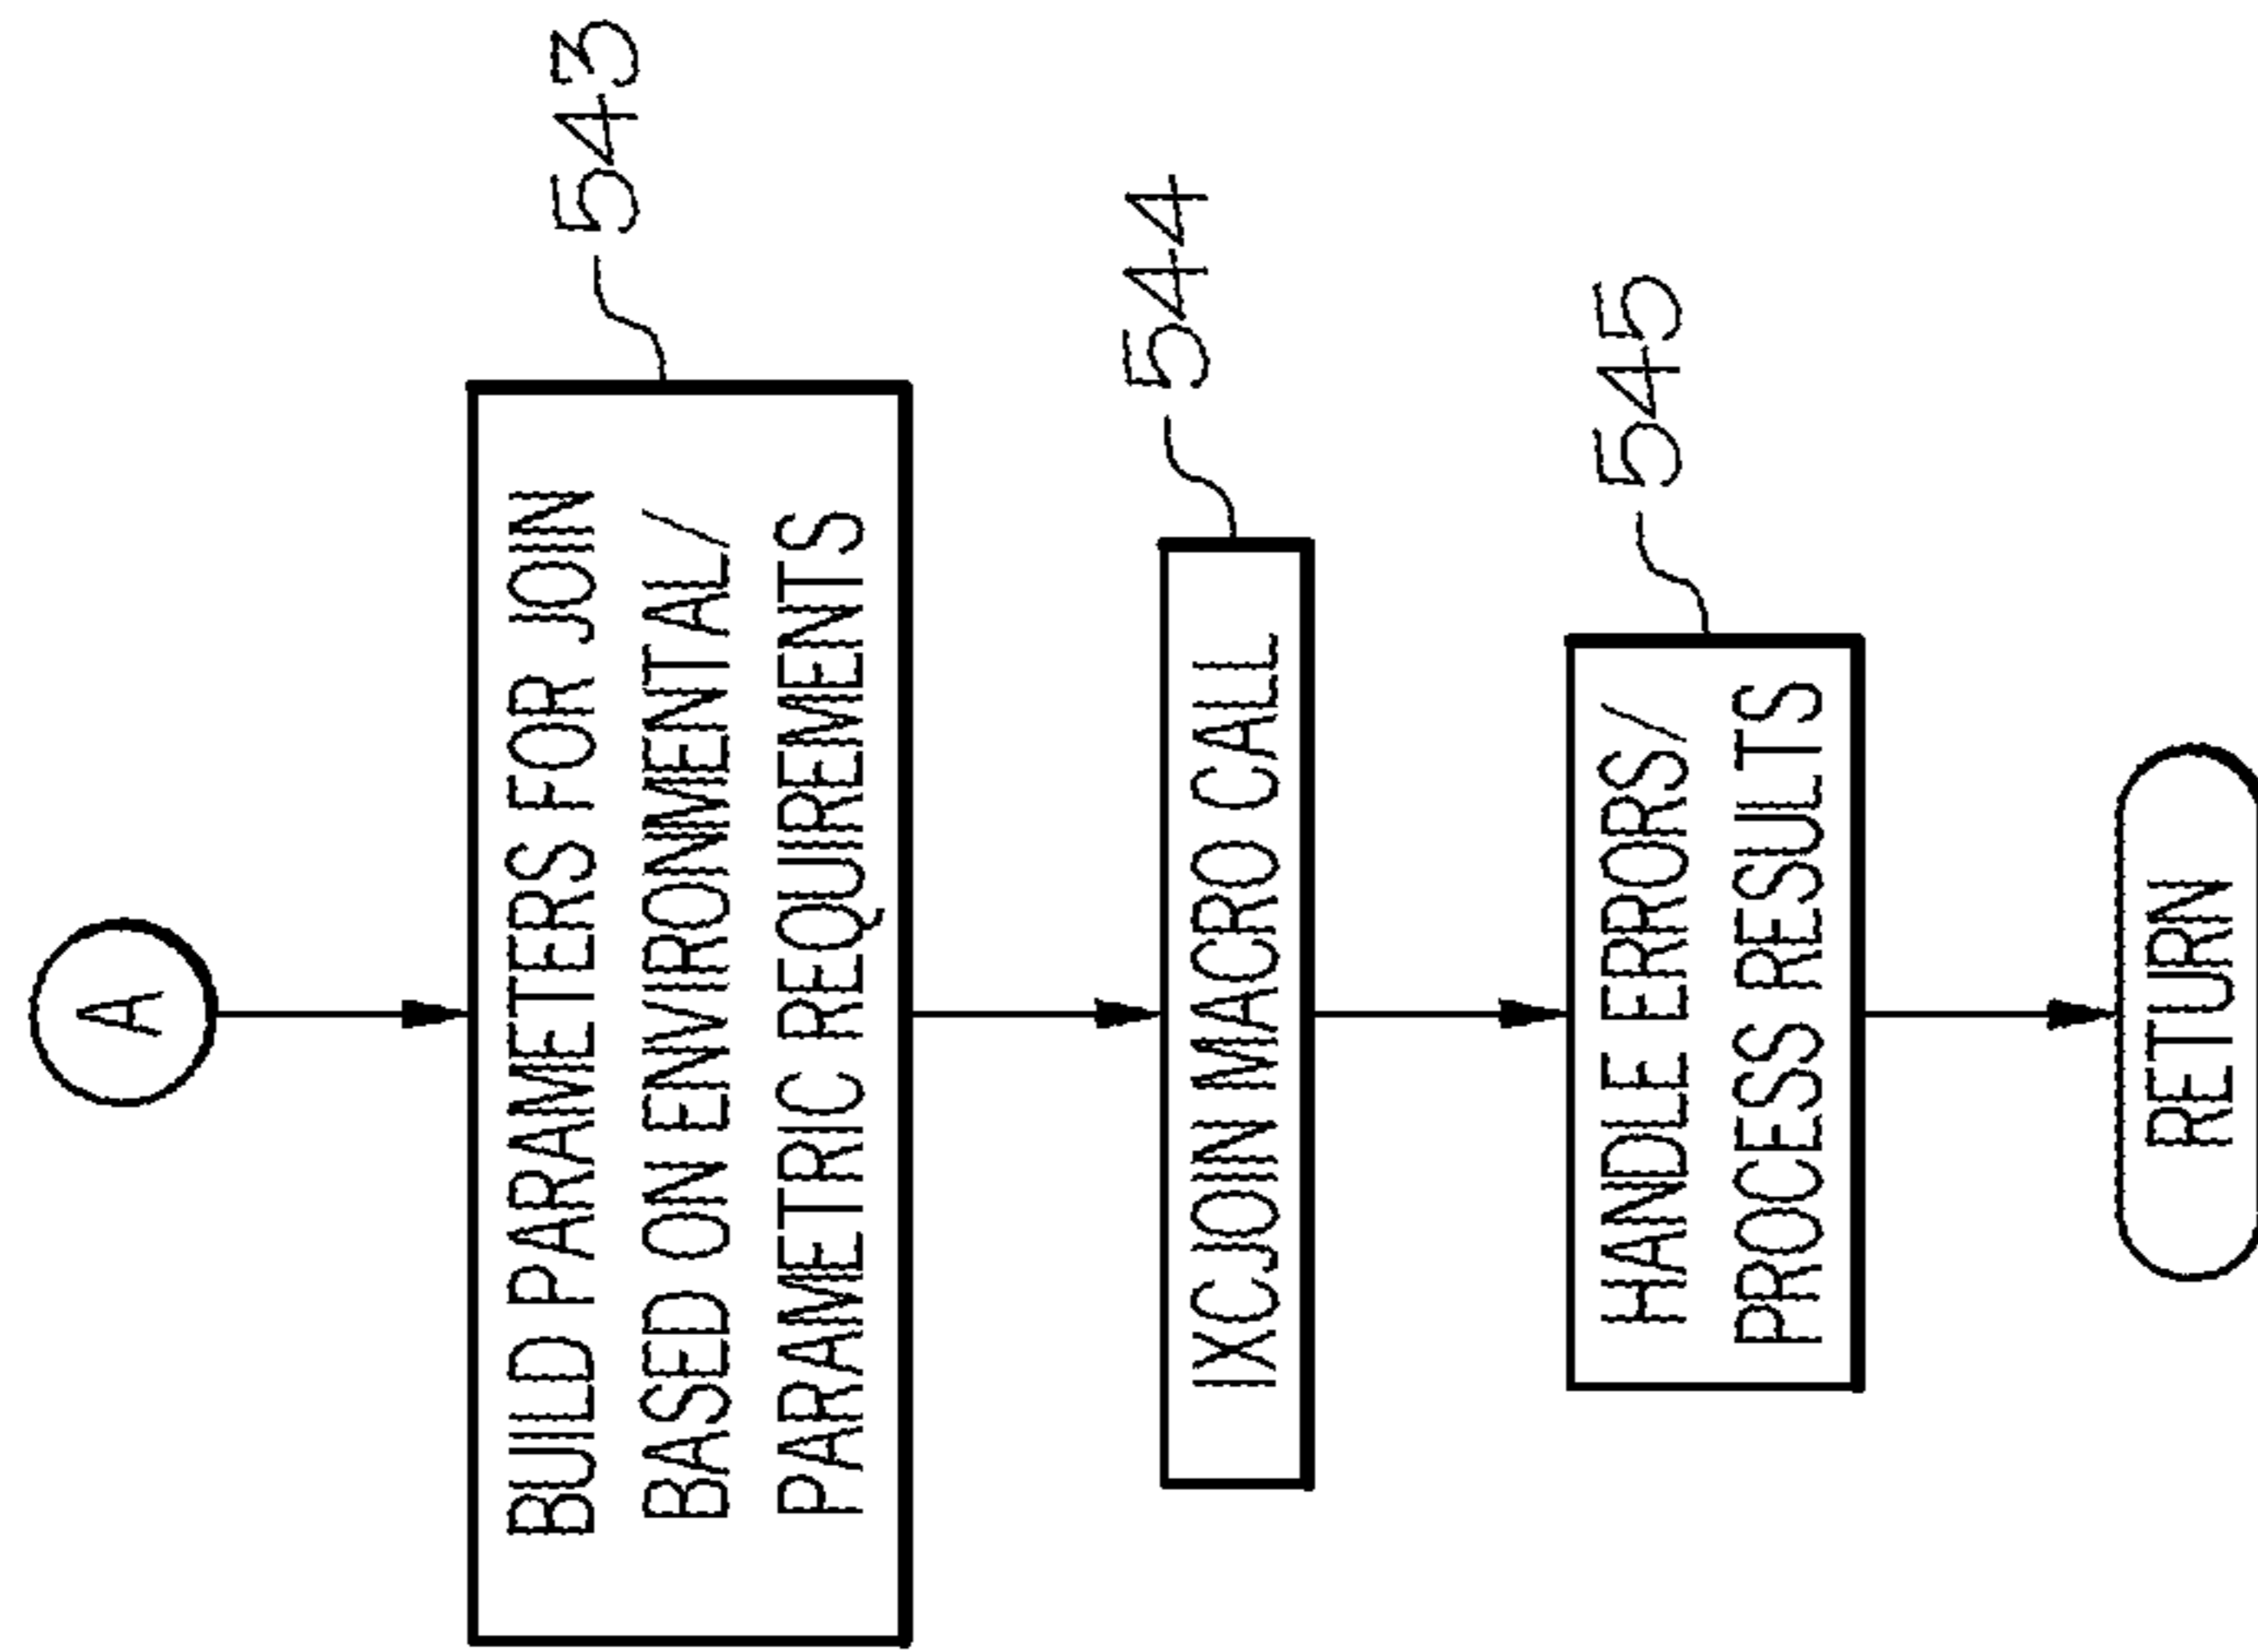 A
BUILD PARAMETERS FOR JOIN
BASED ON ENVIRONMENTAL/
PARAMETRIC REQUIREMENTS
543
IXCJOIN MACRO CALL
544
HANDLE ERRORS/
PROCESS RESULTS
545
RETURN